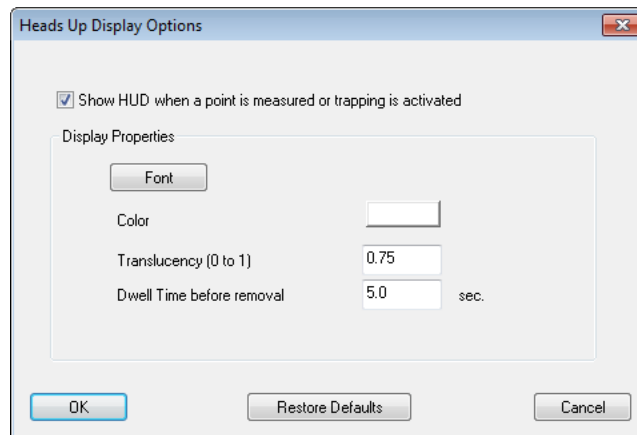 Heads Up Display Options
Show HUD when a point is measured or trapping is activated
Display Properties
Font
Color
Translucency (0 to 1) 0.75
Dwell Time before removal 5.0 sec.
OK Restore Defaults Cancel